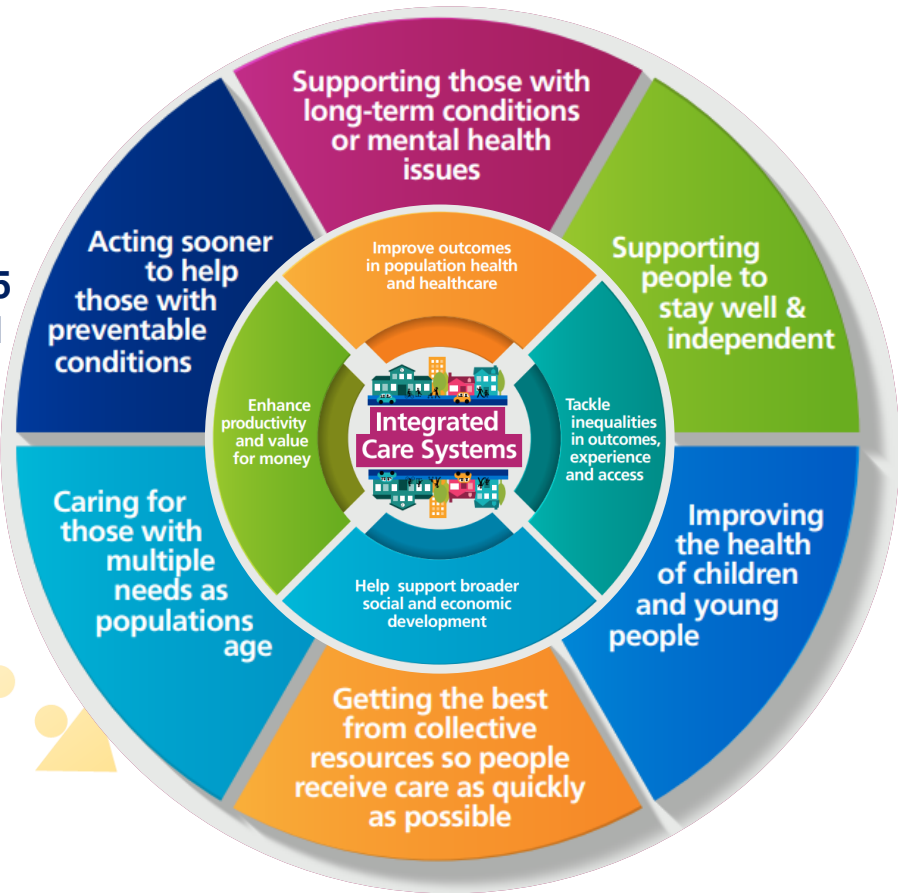 Supporting those with
long-term conditions
or mental health
issues
Supporting
people to
stay well &
independent
Improving
the health
of children
and young
people
Getting the best
from collective
resources so people
receive care as quickly
as possible
Caring for
those with
multiple
needs as
populations
age
Acting sooner
to help
those with
preventable
conditions
5
Improve outcomes
in population health
and healthcare
Tackle
inequalities
in outcomes,
experience
and access
Help support broader
social and economic
development
Enhance
productivity
and value
for money
Integrated
Care Systems